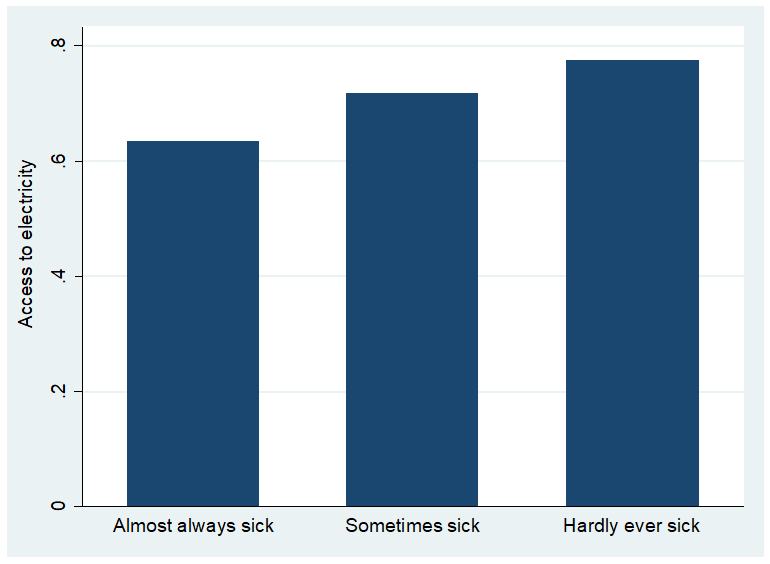 Access to electricity
.8
.6
.4
.2
0
Almost always sick
Sometimes sick
Hardly ever sick